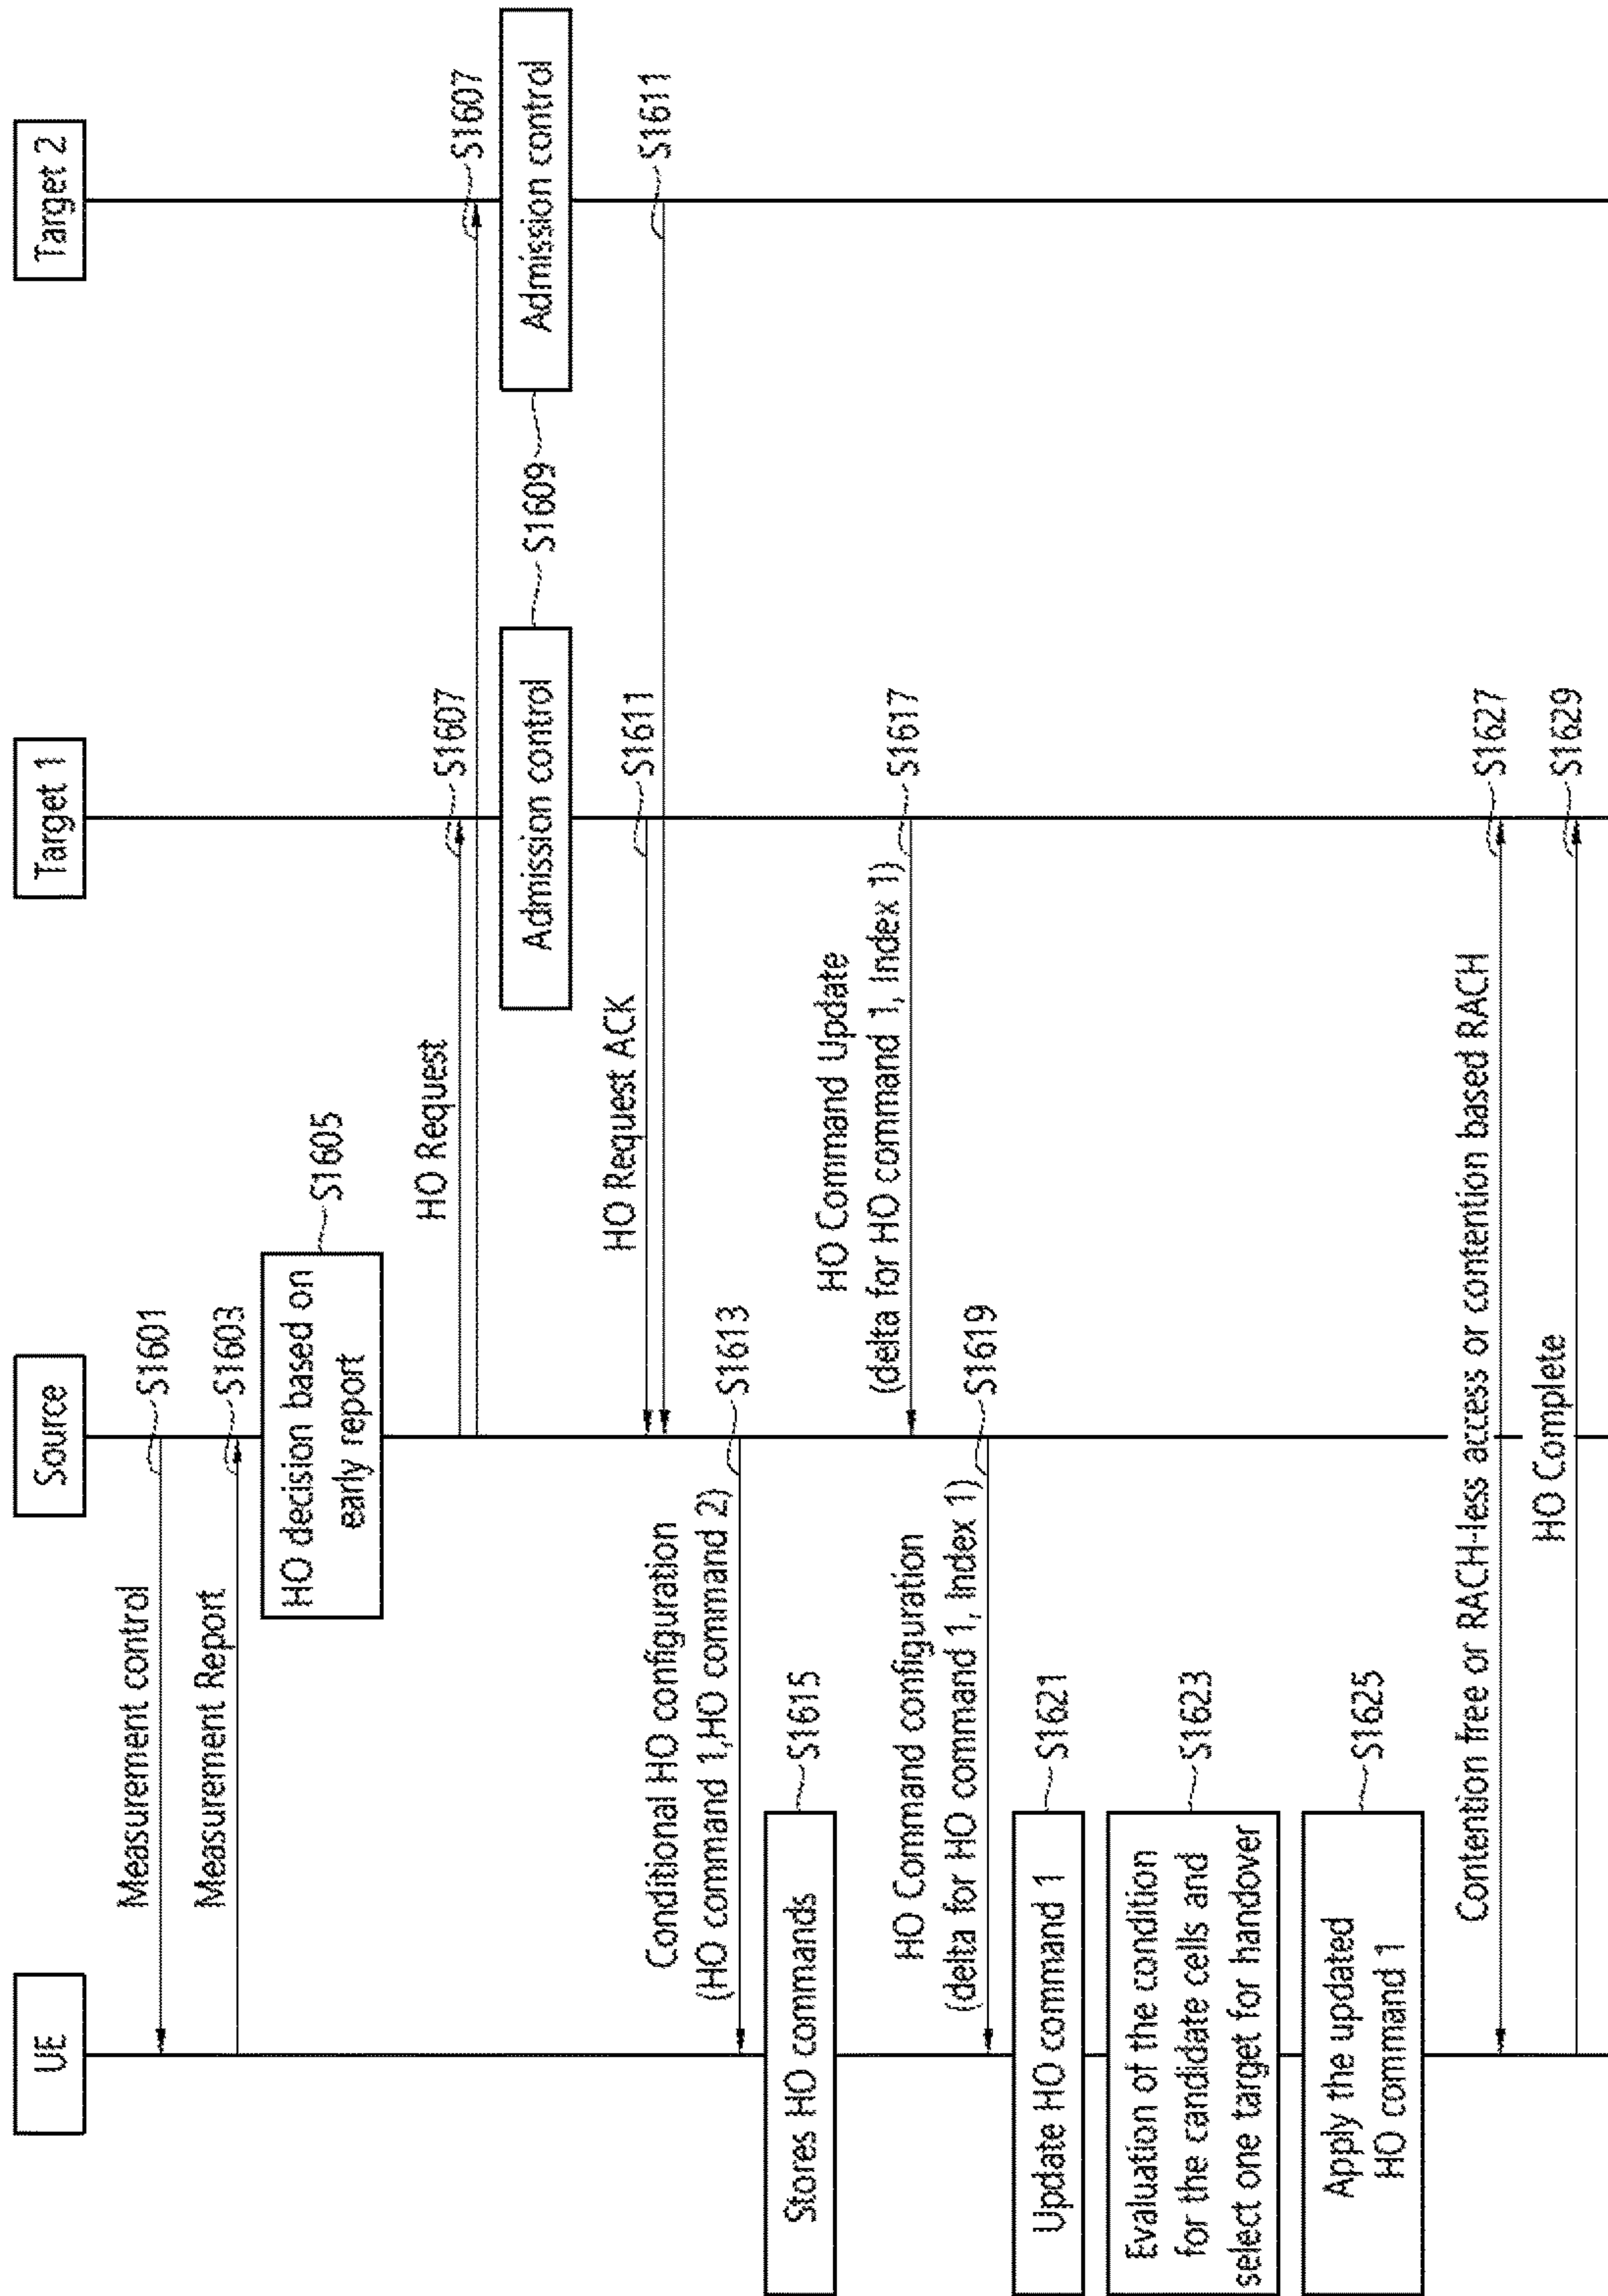 UE
Source
Target 1
Target 2
Measurement control
S1601
Measurement Report
S1603
HO decision based on
early report
S1605
HO Request
S1607
S1607
Admission control
S1609
Admission control
HO Request ACK
S1611
S1611
Conditional HO configuration
(HO command 1,HO command 2)
S1613
Stores HO commands
S1615
HO Command Update
(delta for HO command 1, Index 1)
S1617
HO Command configuration
(delta for HO command 1, Index 1)
S1619
Update HO command 1
S1621
Evaluation of the condition
for the candidate cells and
select one target for handover
S1623
Apply the updated
HO command 1
S1625
Contention free or RACH-less access or contention based RACH
S1627
HO Complete
S1629